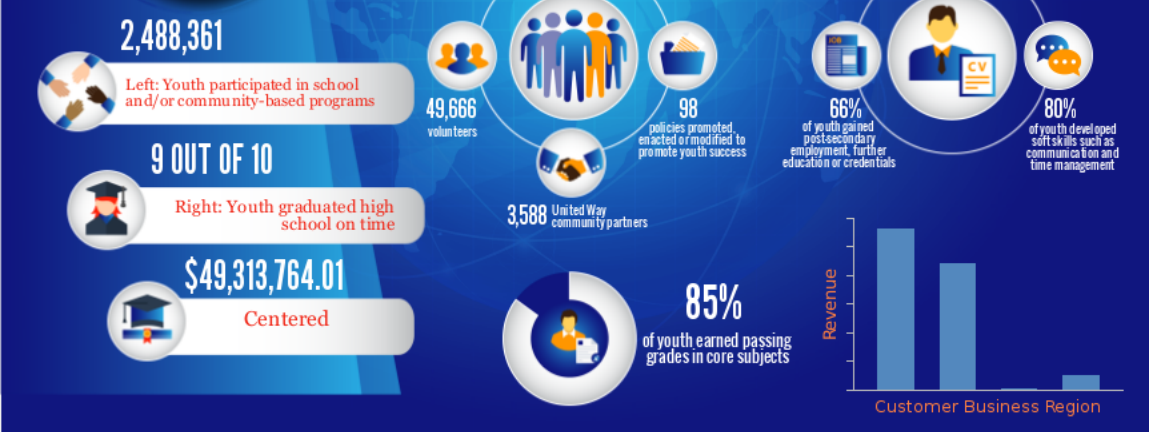 2,488,361
Left: Youth participated in school
and/or community-based programs
9 OUT OF 10
Right: Youth graduated high
school on time
$49,313,764.01
Centered
49,666
volunteers
98
policies promoted,
enacted or modified to
promote youth success
3,588 United Way
community partners
JOB
66%
of youth gained
post-secondary
employment, further
education or credentials
CV
80%
of youth developed
soft skills such as
communication and
time management
85%
of youth earned passing
grades in core subjects
Revenue
Customer Business Region